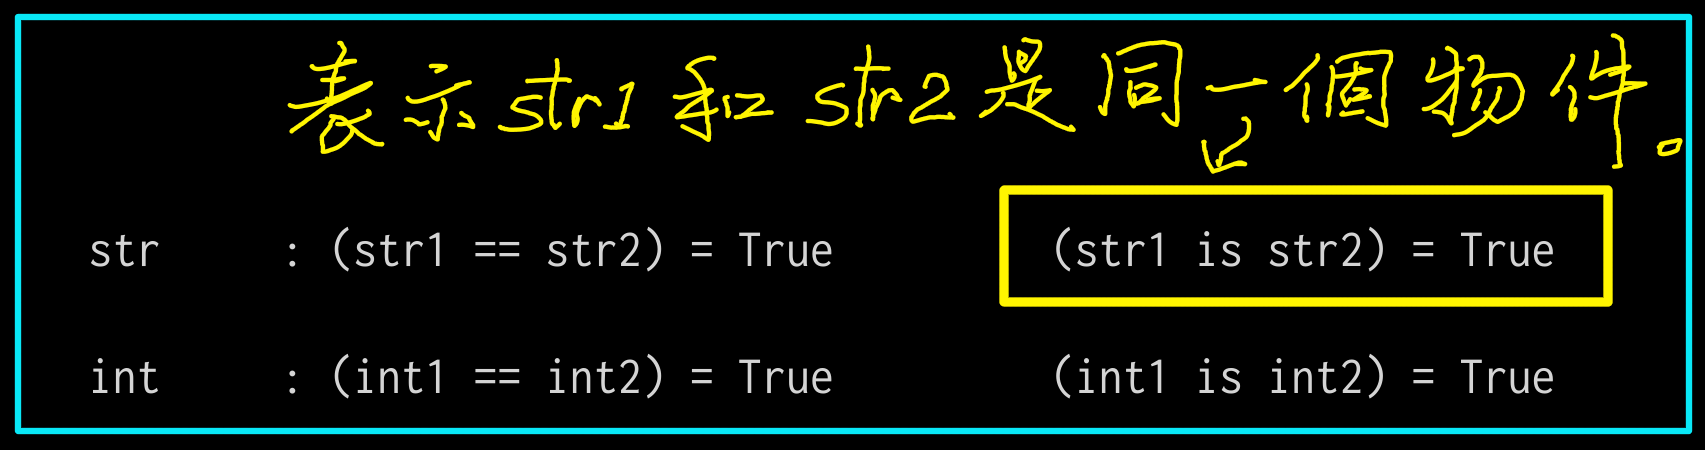 表示str1和str2是同一個物件。
str : (str1 == str2) = True (str1 is str2) = True
int : (int1 == int2) = True (int1 is int2) = True